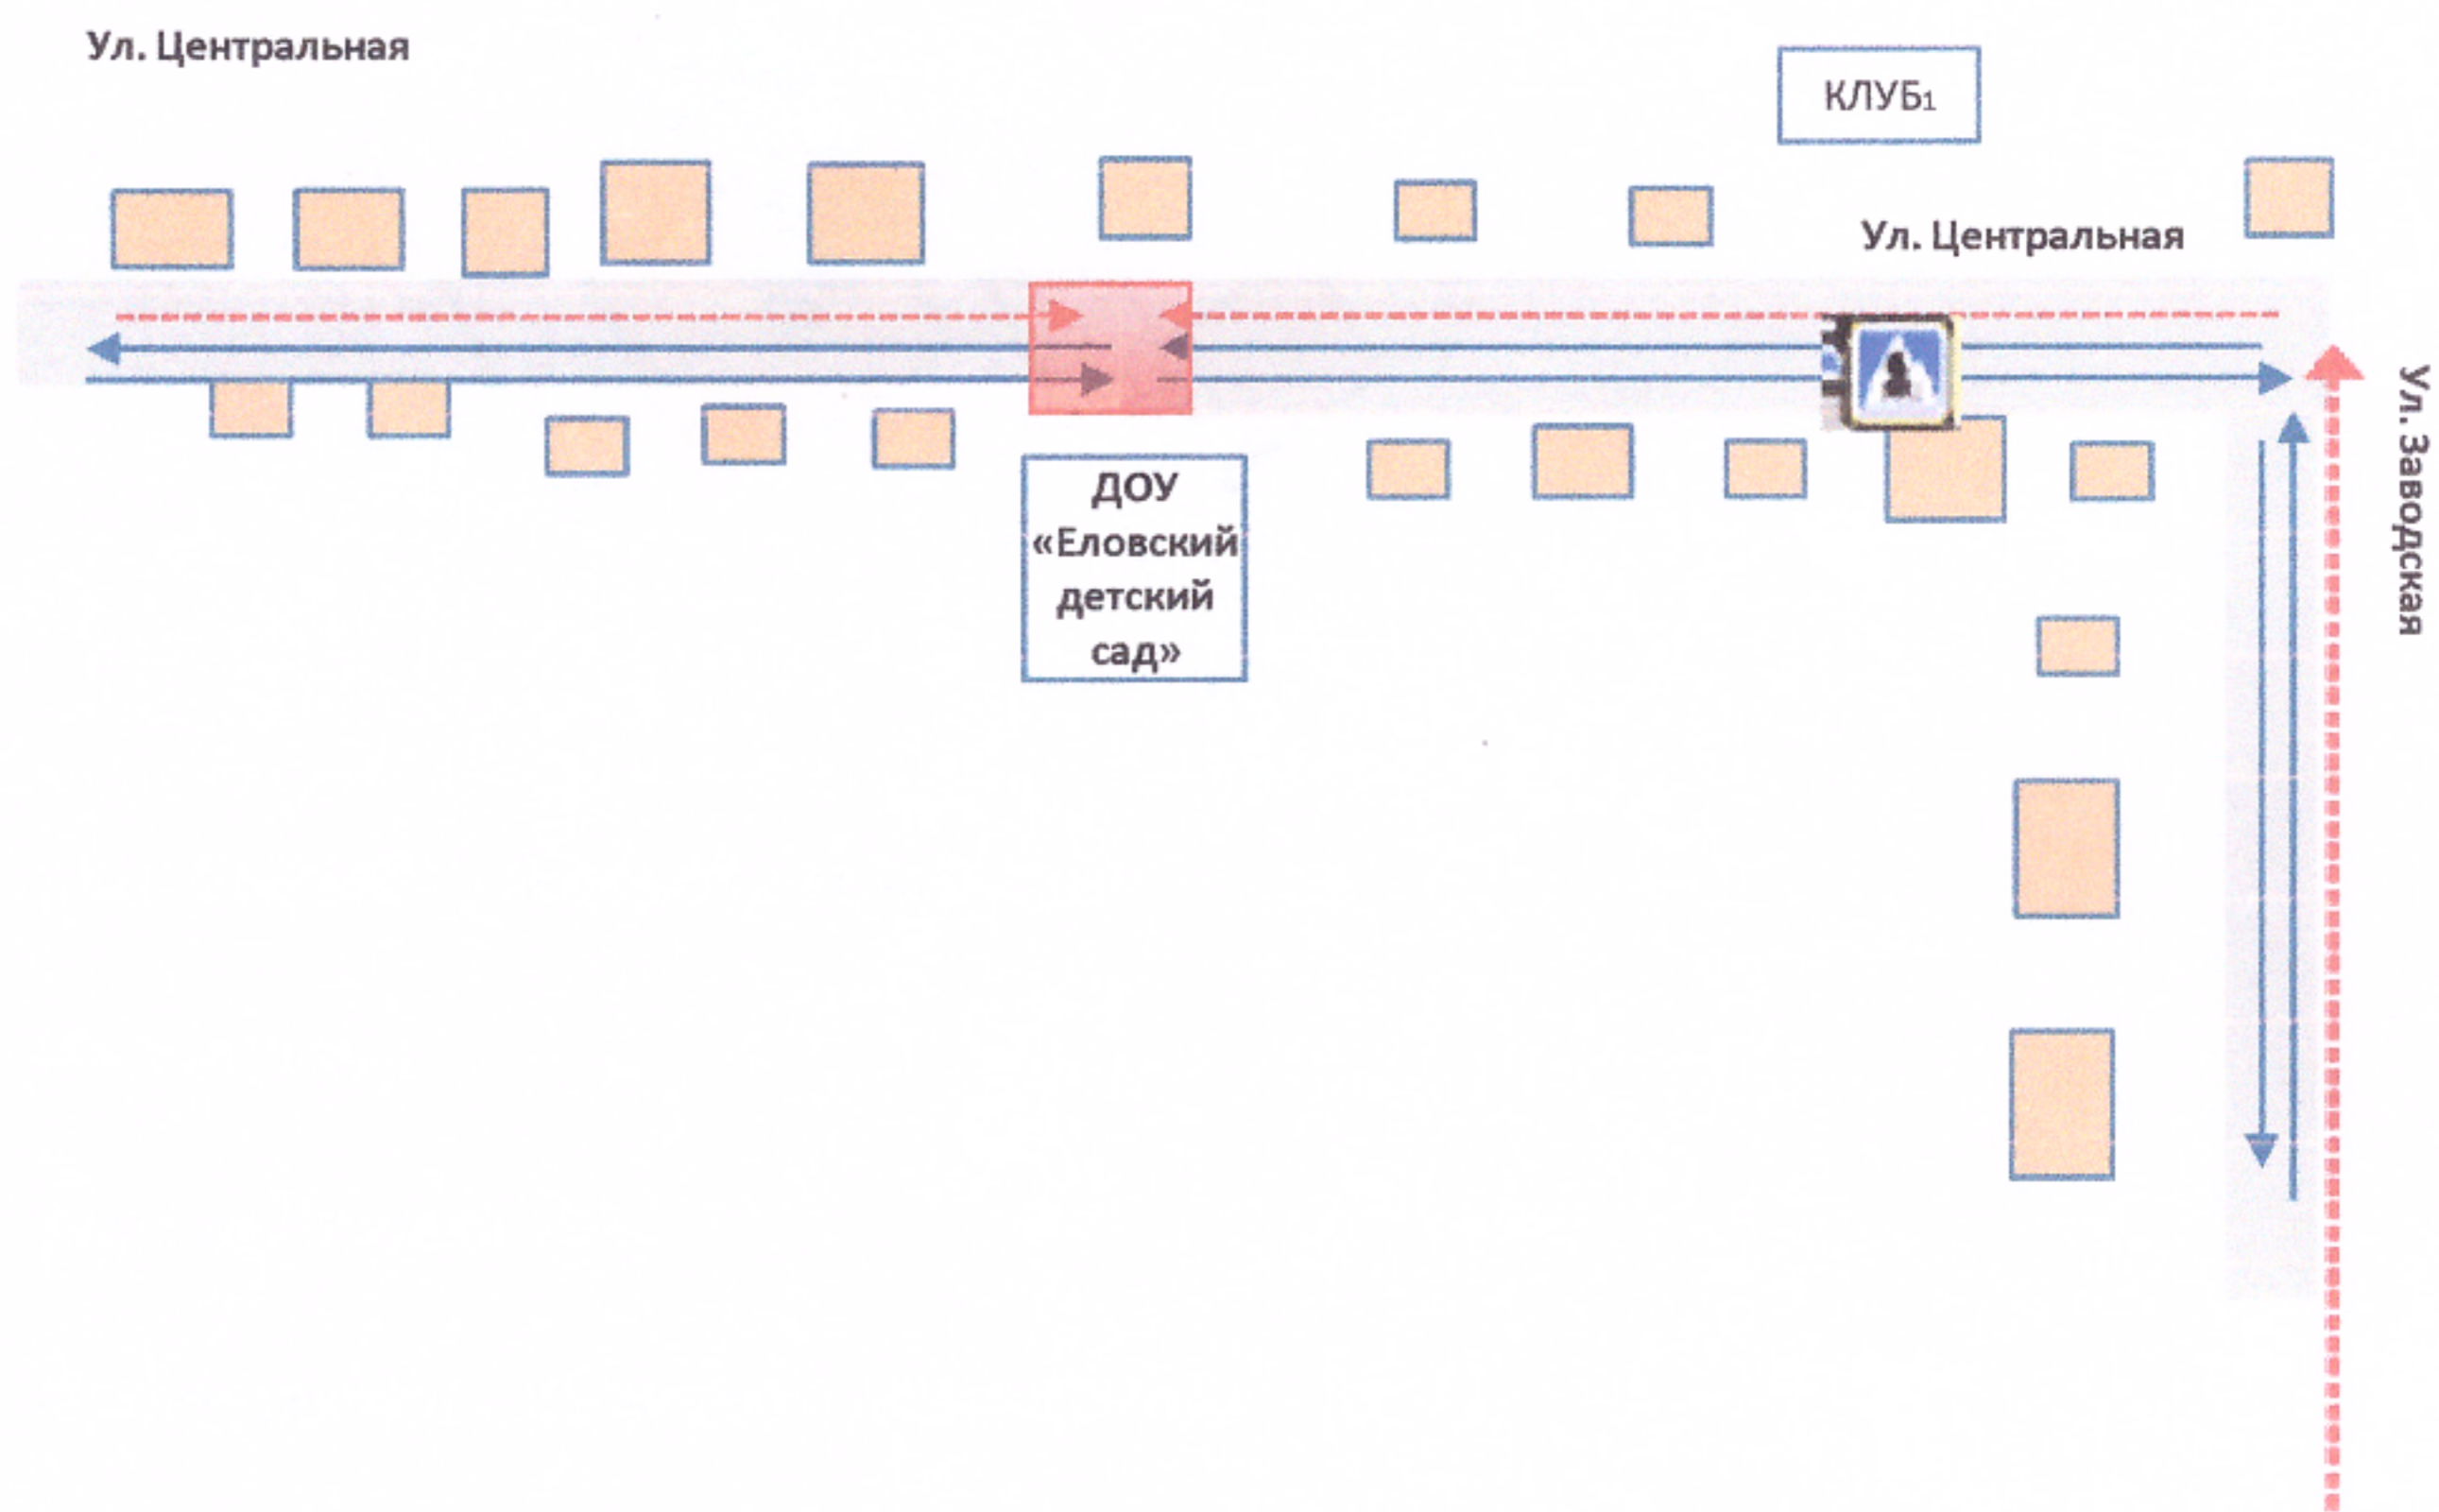 Ул. Центральная
КЛУБ1
Ул. Центральная
Ул. Заводская
ДОУ
«Еловский
детский
сад»